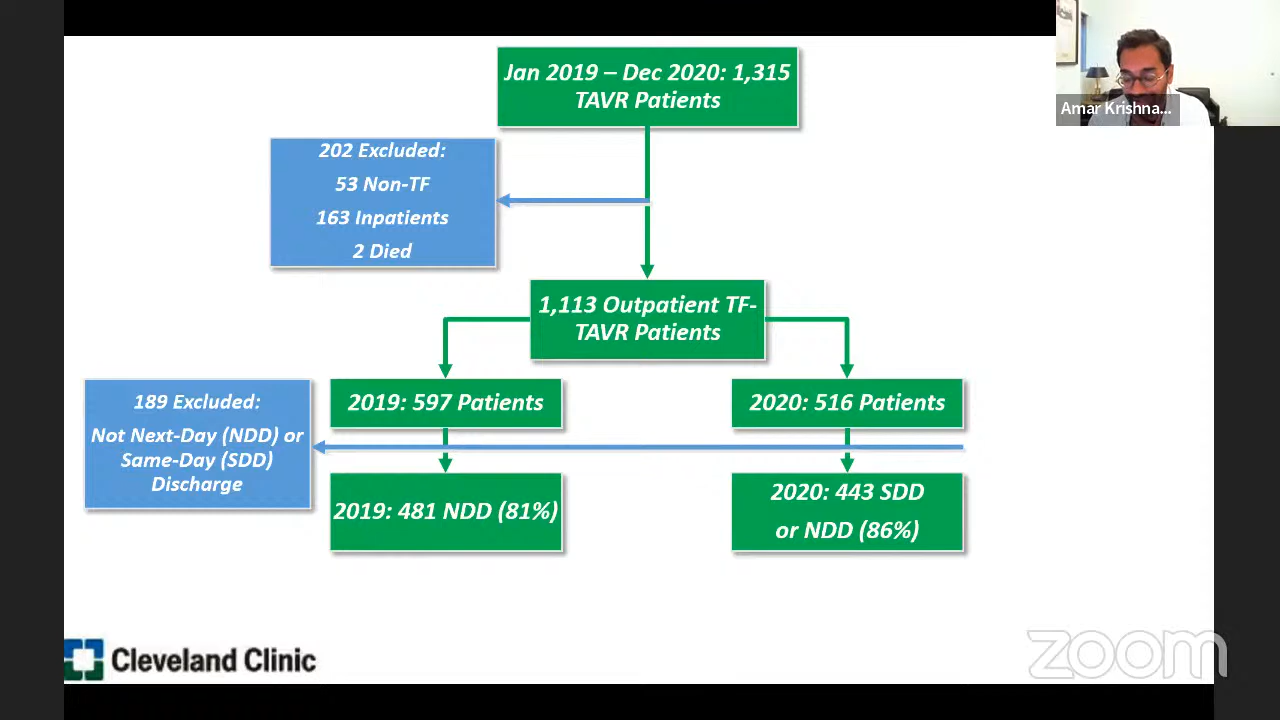 Jan 2019 – Dec 2020: 1,315
TAVR Patients
Amar Krishna...
202 Excluded:
53 Non-TF
163 Inpatients
2 Died
1,113 Outpatient TF-
TAVR Patients
189 Excluded:
Not Next-Day (NDD) or
Same-Day (SDD)
Discharge
2019: 597 Patients
2020: 516 Patients
2019: 481 NDD (81%)
2020: 443 SDD
or NDD (86%)
Cleveland Clinic
zoom